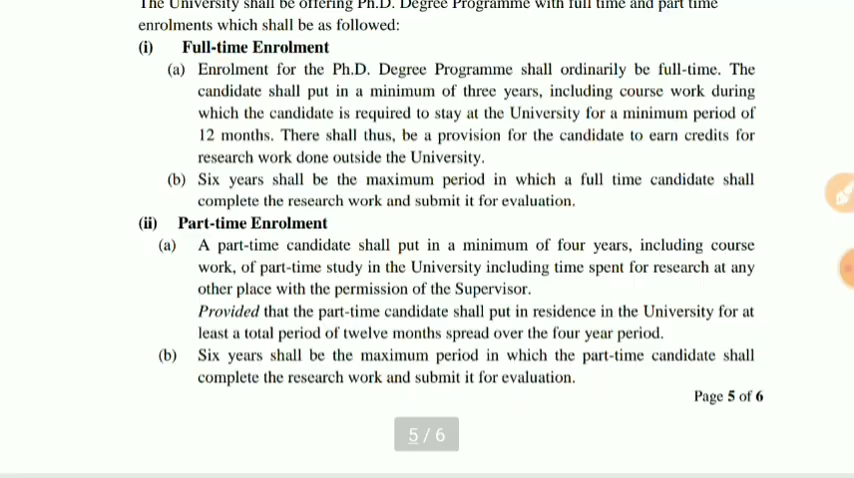 The University shall be offering Ph.D. Degree Programme with full time and part time
enrolments which shall be as followed:
(i) Full-time Enrolment
(a) Enrolment for the Ph.D. Degree Programme shall ordinarily be full-time. The
candidate shall put in a minimum of three years, including course work during
which the candidate is required to stay at the University for a minimum period of
12 months. There shall thus, be a provision for the candidate to earn credits for
research work done outside the University.
(b) Six years shall be the maximum period in which a full time candidate shall
complete the research work and submit it for evaluation.
(ii) Part-time Enrolment
(a) A part-time candidate shall put in a minimum of four years, including course
work, of part-time study in the University including time spent for research at any
other place with the permission of the Supervisor.
Provided that the part-time candidate shall put in residence in the University for at
least a total period of twelve months spread over the four year period.
(b) Six years shall be the maximum period in which the part-time candidate shall
complete the research work and submit it for evaluation.
Page 5 of 6
5 / 6